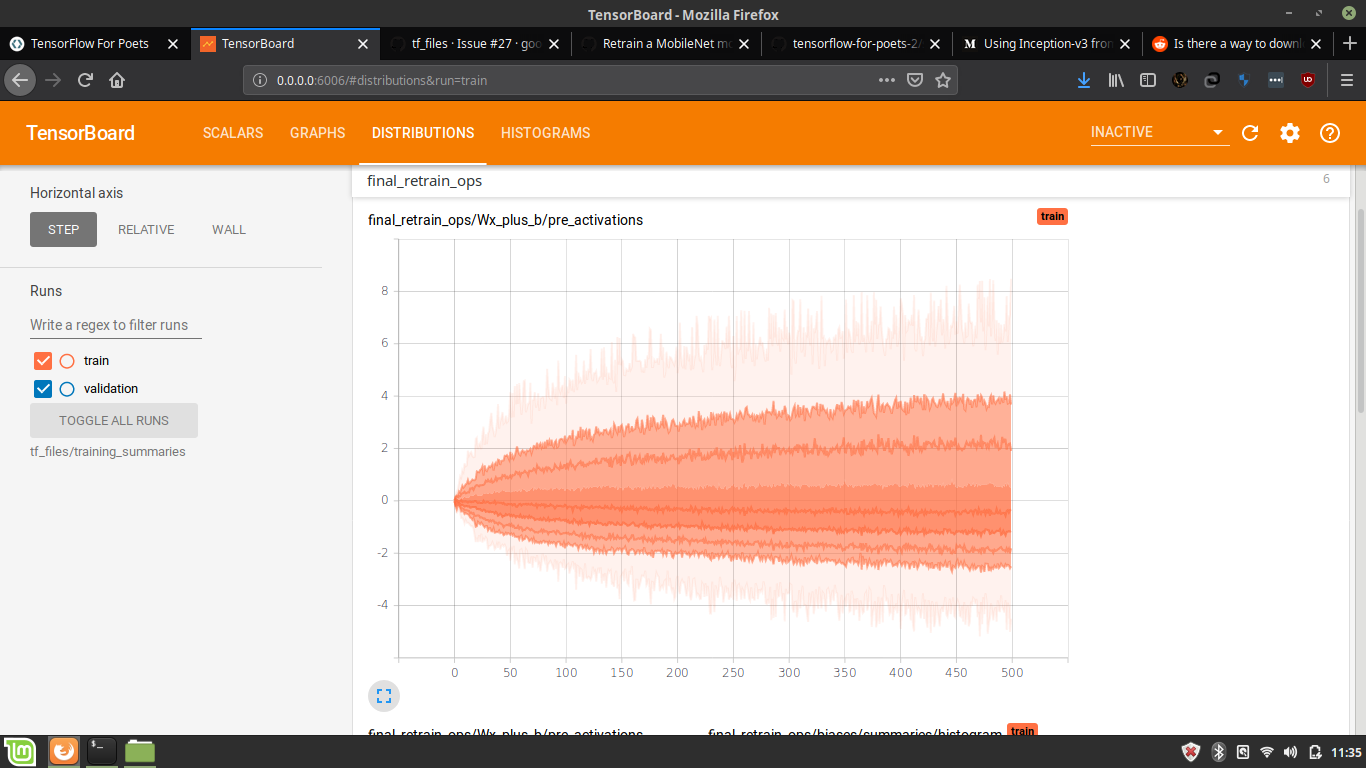 TensorBoard - Mozilla Firefox
TensorFlow For Poets
TensorBoard
tf_files · Issue #27 · goo
Retrain a MobileNet mo
tensorflow-for-poets-2/
M Using Inception-v3 from
Is there a way to downl
0.0.0.0:6006/#distributions&run=train
TensorBoard SCALARS GRAPHS DISTRIBUTIONS HISTOGRAMS INACTIVE
Horizontal axis
STEP RELATIVE WALL
Runs
Write a regex to filter runs
train
validation
TOGGLE ALL RUNS
tf_files/training_summaries
final_retrain_ops 6
final_retrain_ops/Wx_plus_b/pre_activations train
8
6
4
2
0
-2
-4
0 50 100 150 200 250 300 350 400 450 500
final_retrain_ops/Wx_plus_b/pre_activations final_retrain_ops/biases/summaries/histogram train
11:35